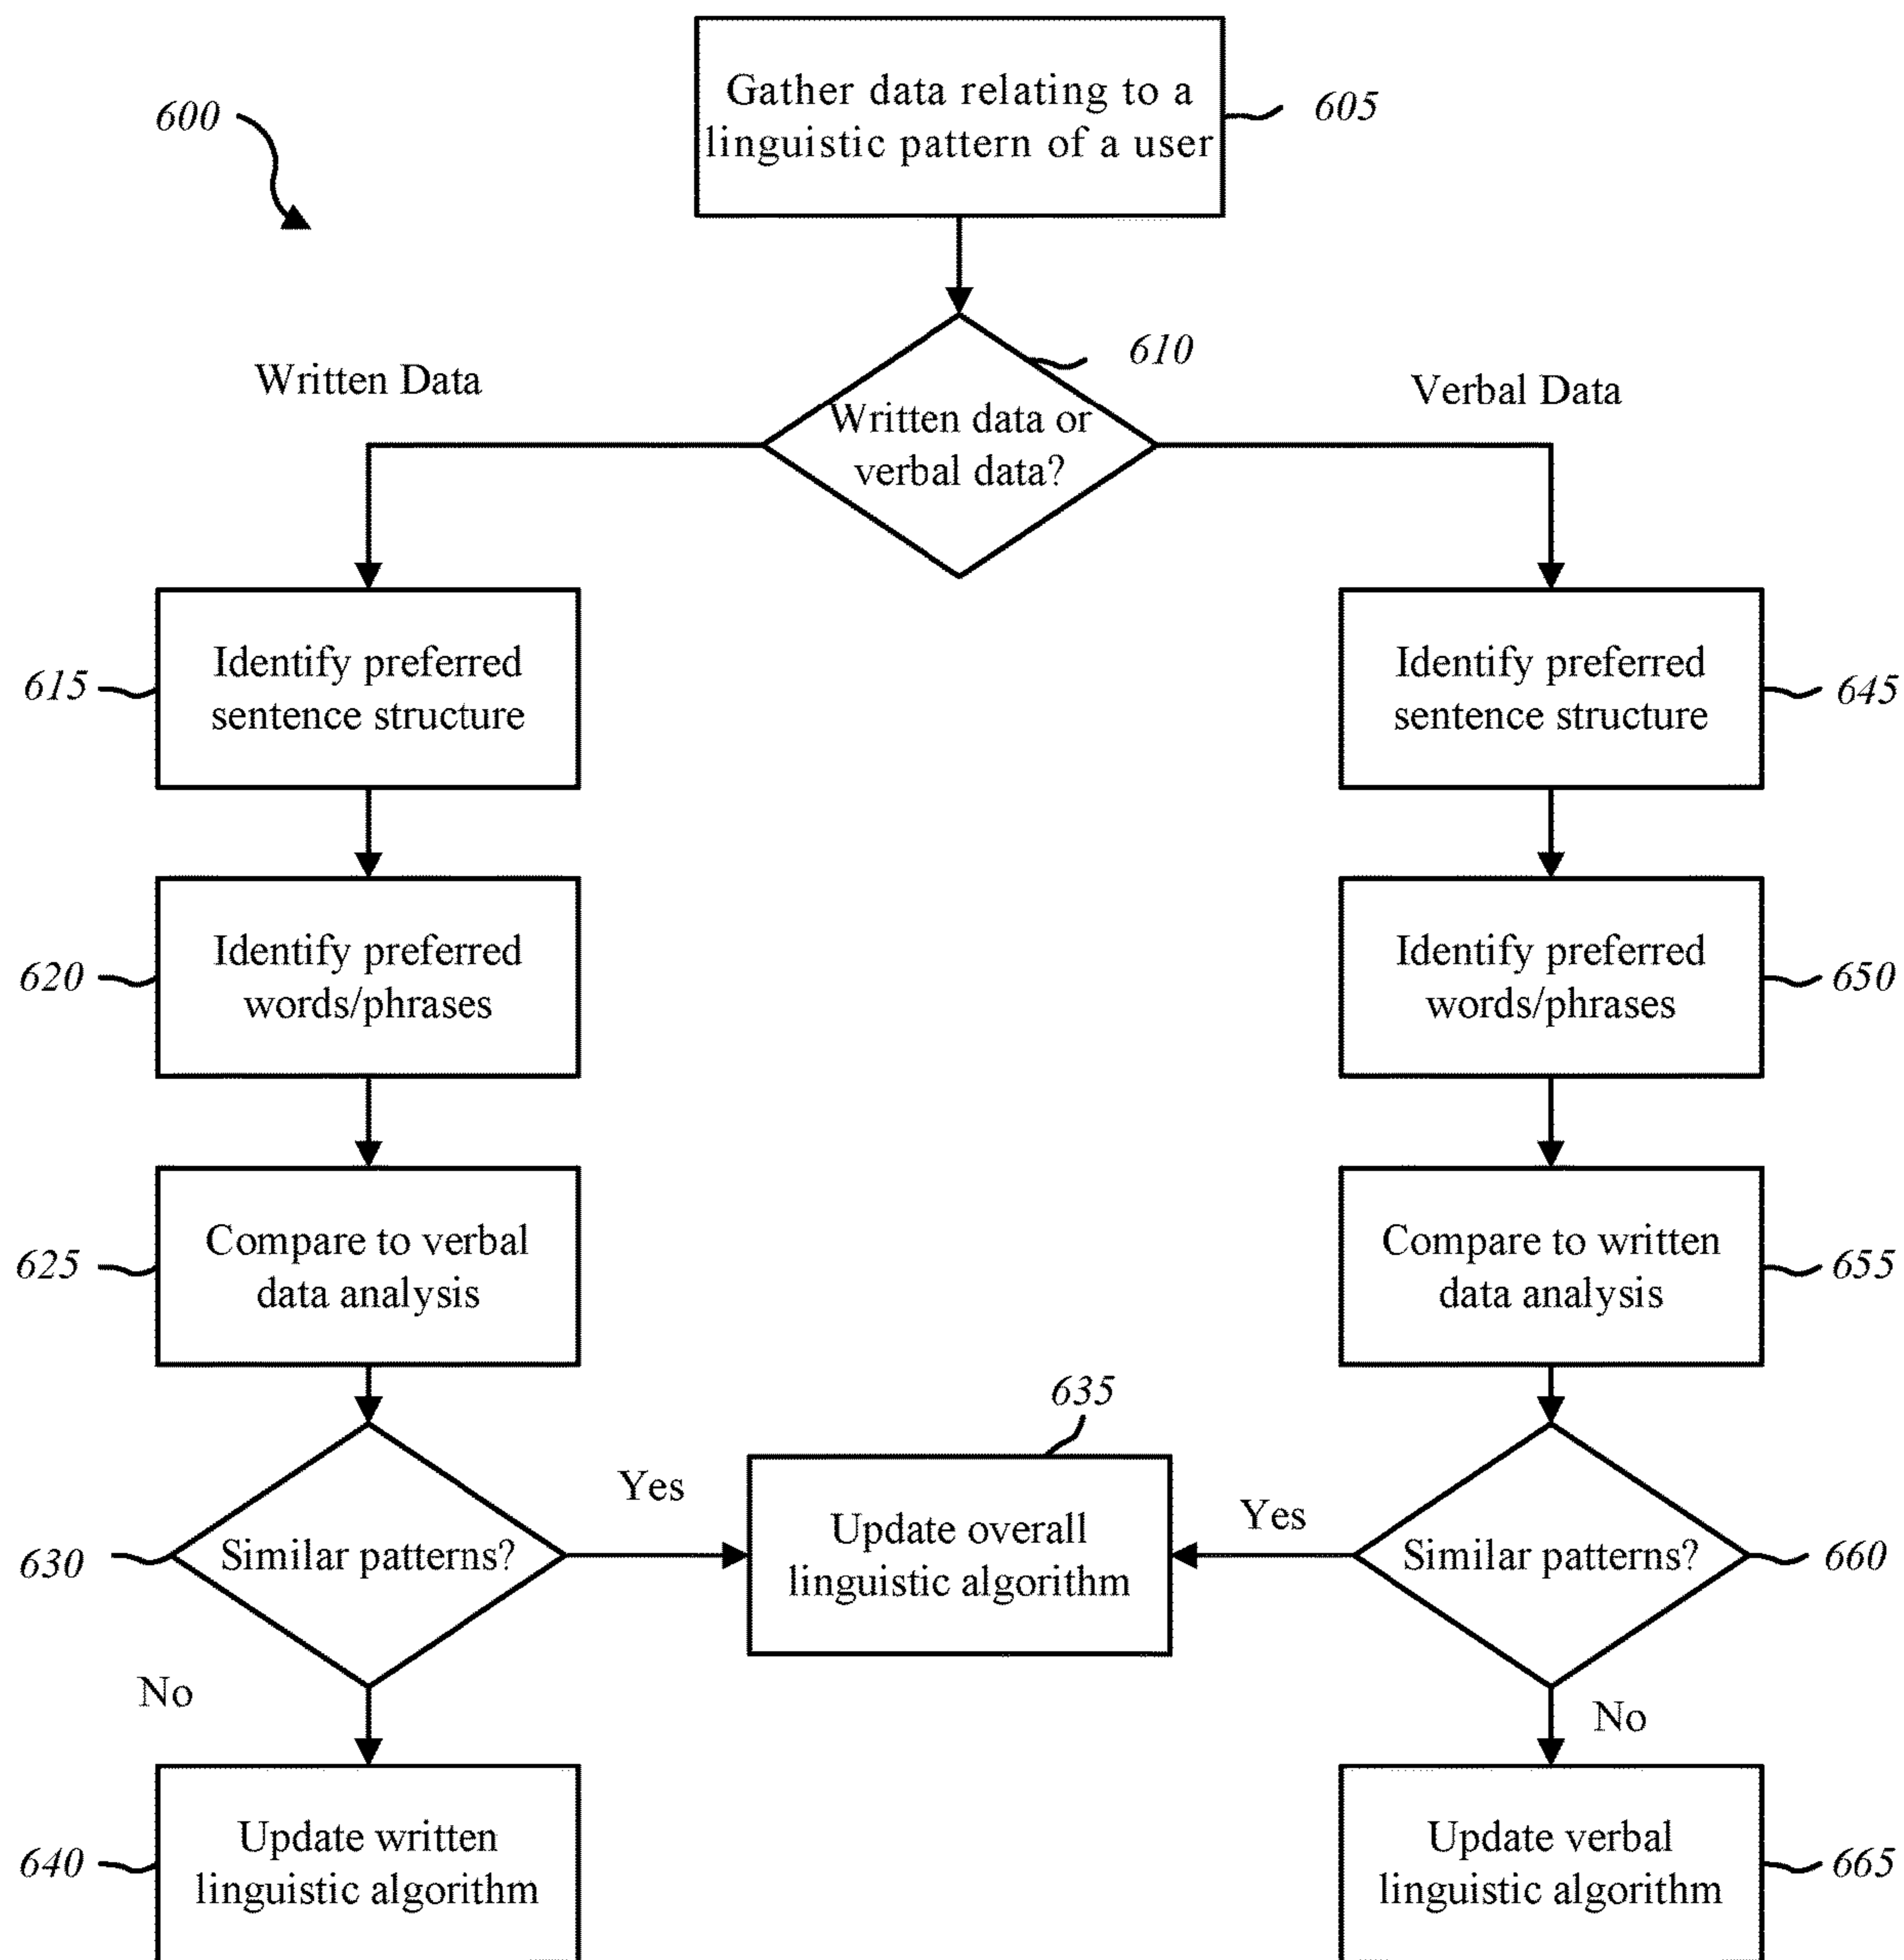 Gather data relating to a
linguistic pattern of a user
605
600
610
Written Data
Verbal Data
Written data or
verbal data?
615
Identify preferred
sentence structure
Identify preferred
sentence structure
645
620
Identify preferred
words/phrases
Identify preferred
words/phrases
650
625
Compare to verbal
data analysis
Compare to written
data analysis
655
635
630
Similar patterns?
Yes
Update overall
linguistic algorithm
Yes
Similar patterns?
660
No
No
640
Update written
linguistic algorithm
Update verbal
linguistic algorithm
665